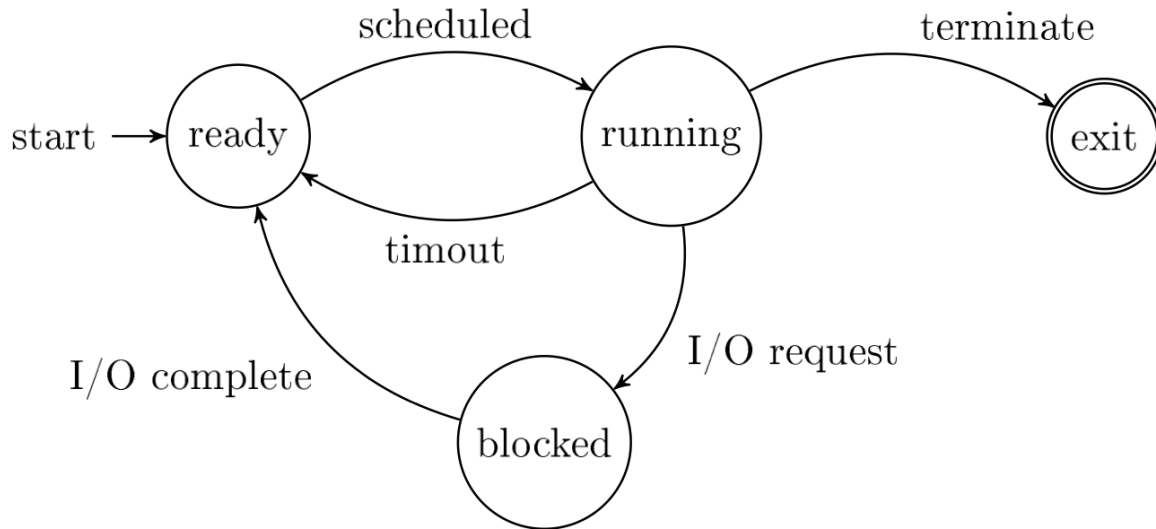 scheduled
terminate
start
ready
running
exit
timout
I/O request
I/O complete
blocked